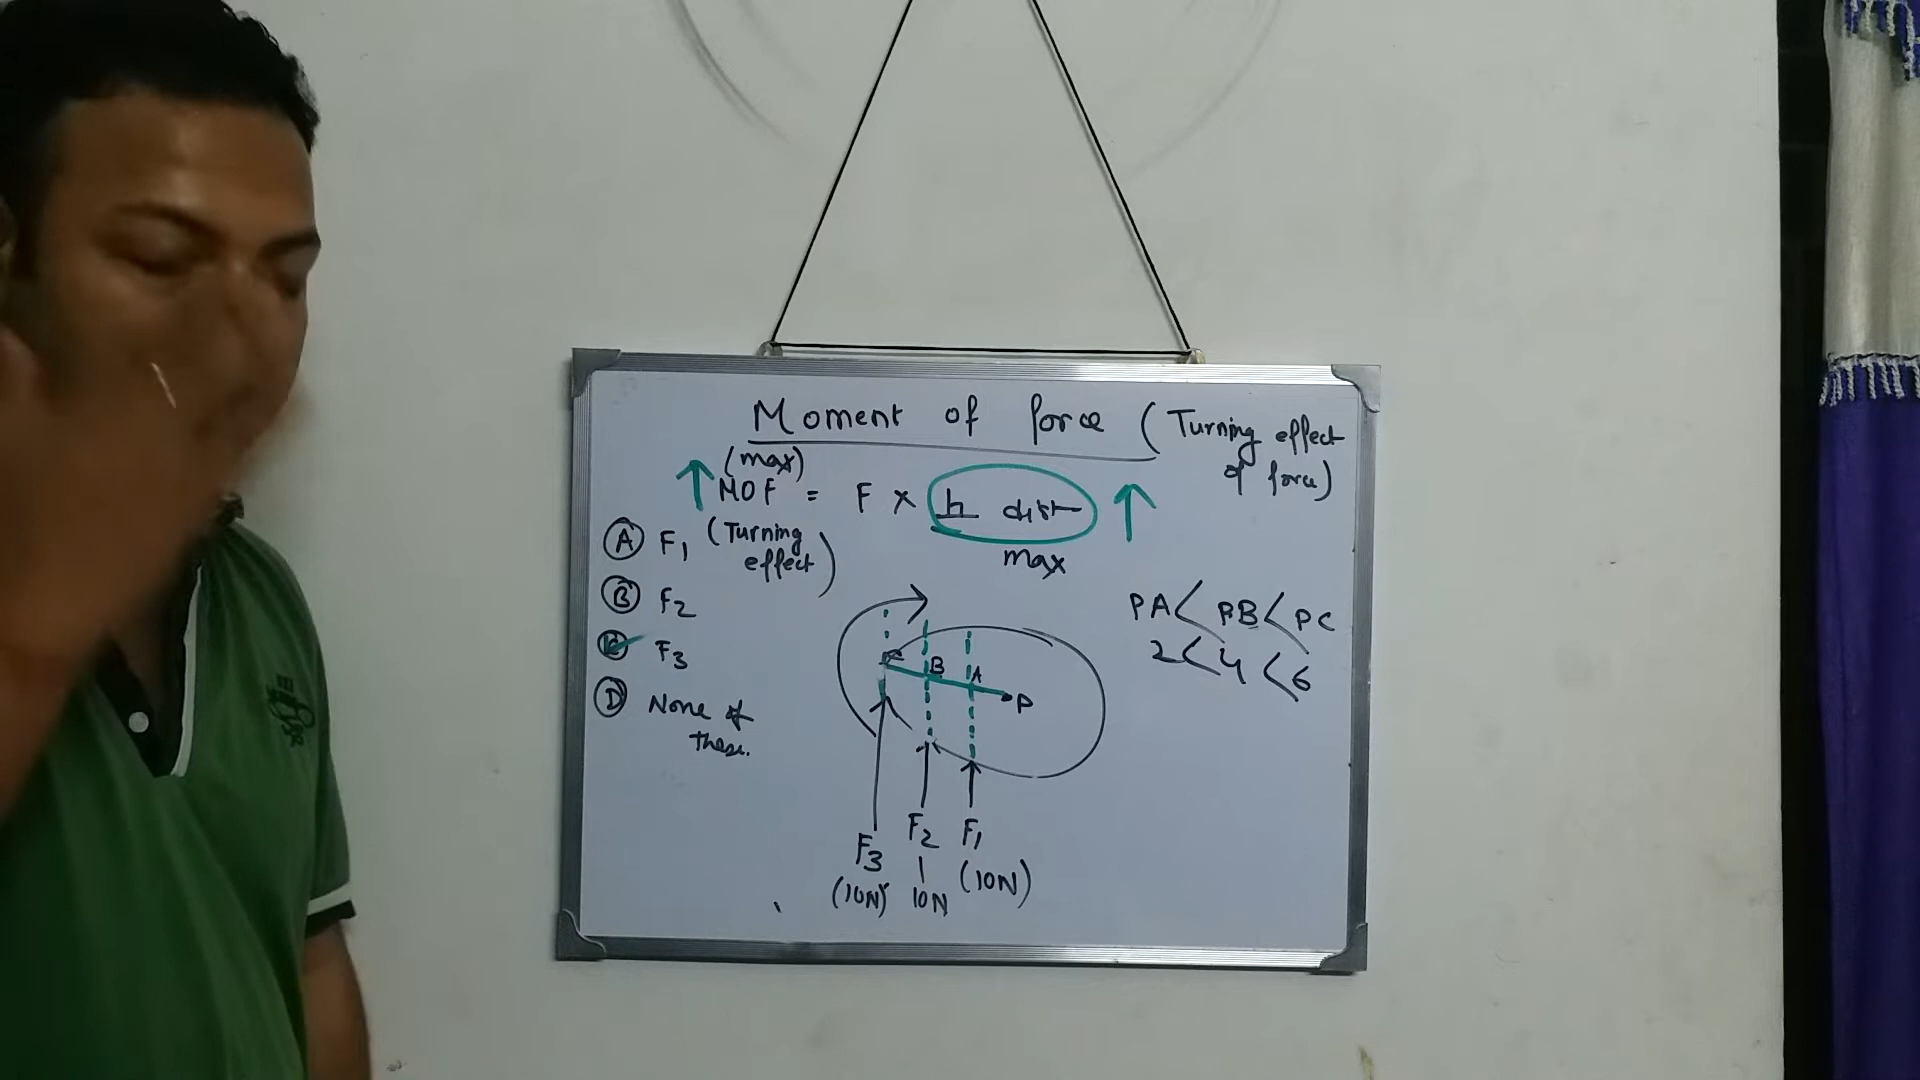 Moment of force (Turning effect
of force)
(max)
MOF = F × h dist
max
(Turning
effect)
A F1
B F2
C F3
D None of
these.
PA < PB < PC
2 < 4 < 6
C B A P
F3 F2 F1
(10N) 10N (10N)